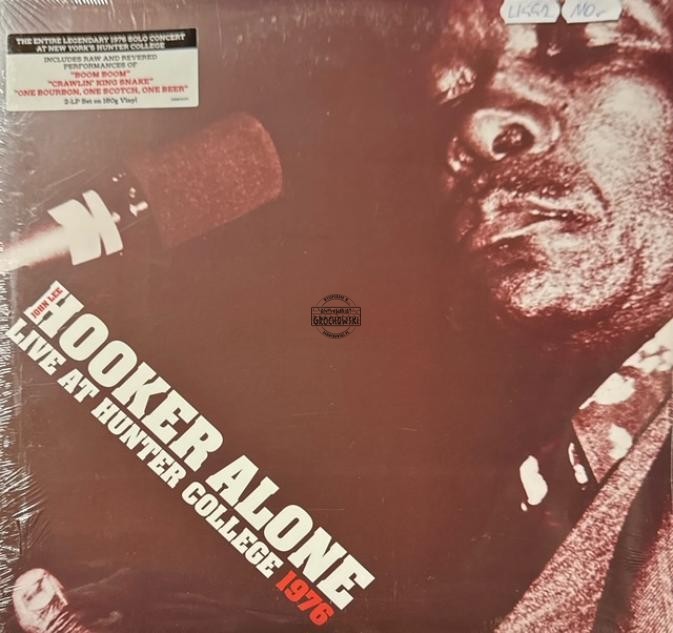 THE ENTIRE LEGENDARY 1976 SOLO CONCERT
AT NEW YORK'S HUNTER COLLEGE
INCLUDES RAW AND REVERED
PERFORMANCES OF
"BOOM BOOM"
"CRAWLIN' KING SNAKE"
"ONE BOURBON, ONE SCOTCH, ONE BEER"
2-LP Set on 180g Vinyl
JOHN LEE
HOOKER ALONE
LIVE AT HUNTER COLLEGE 1976
GROCHOWSKI